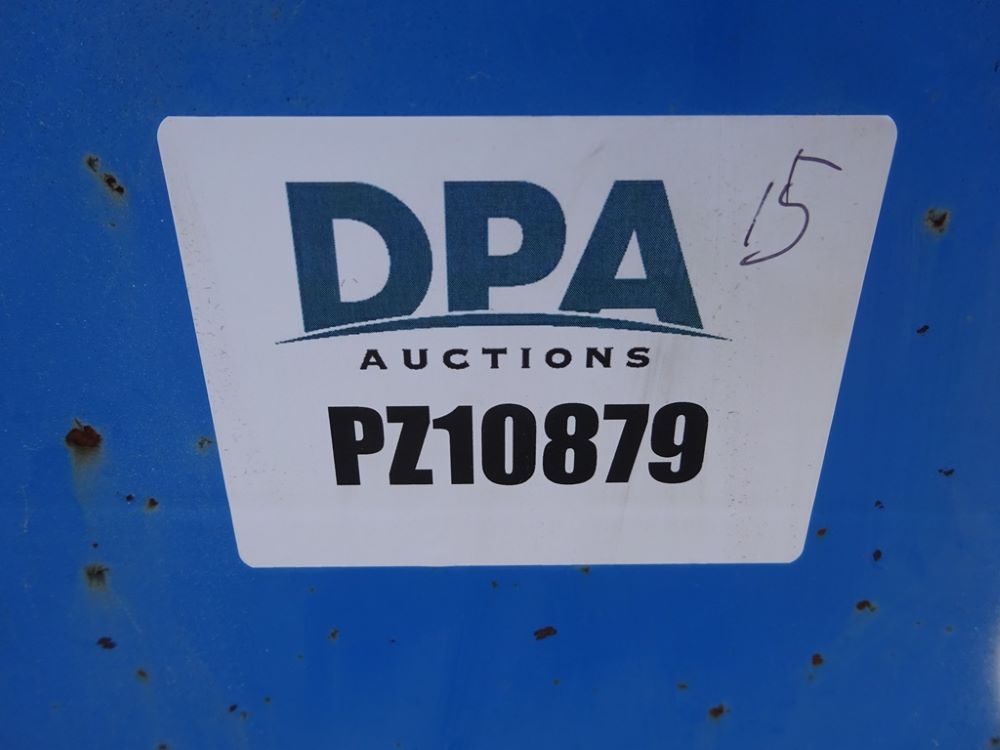 DPA
15
AUCTIONS
PZ10879